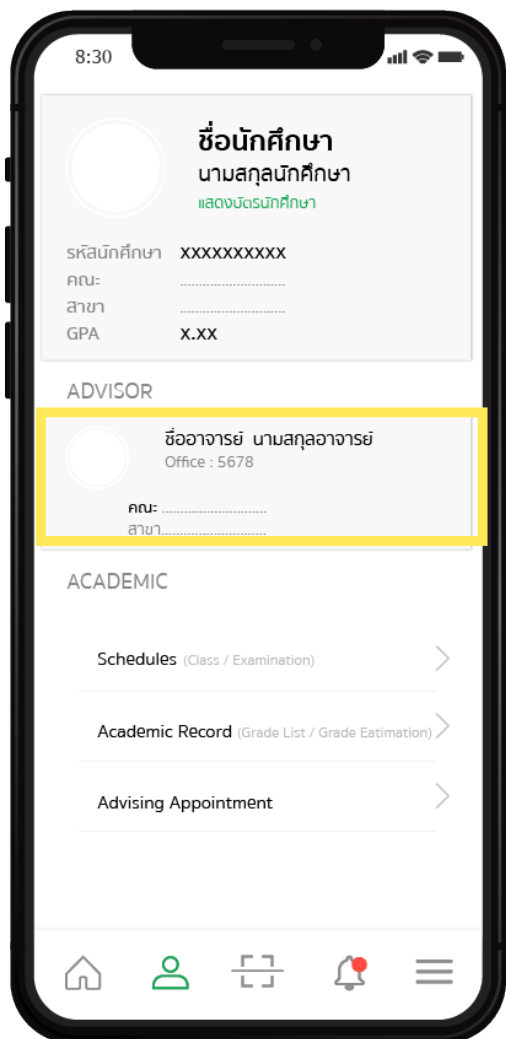 8:30
ชื่อนักศึกษา
นามสกุลนักศึกษา
แสดงบัตรนักศึกษา
รหัสนักศึกษา xxxxxxxxxx
คณะ ...........................
สาขา ...........................
GPA x.xx
ADVISOR
ชื่ออาจารย์ นามสกุลอาจารย์
Office : 5678
คณะ ...........................
สาขา...........................
ACADEMIC
Schedules (Class / Examination)
Academic Record (Grade List / Grade Eatimation)
Advising Appointment